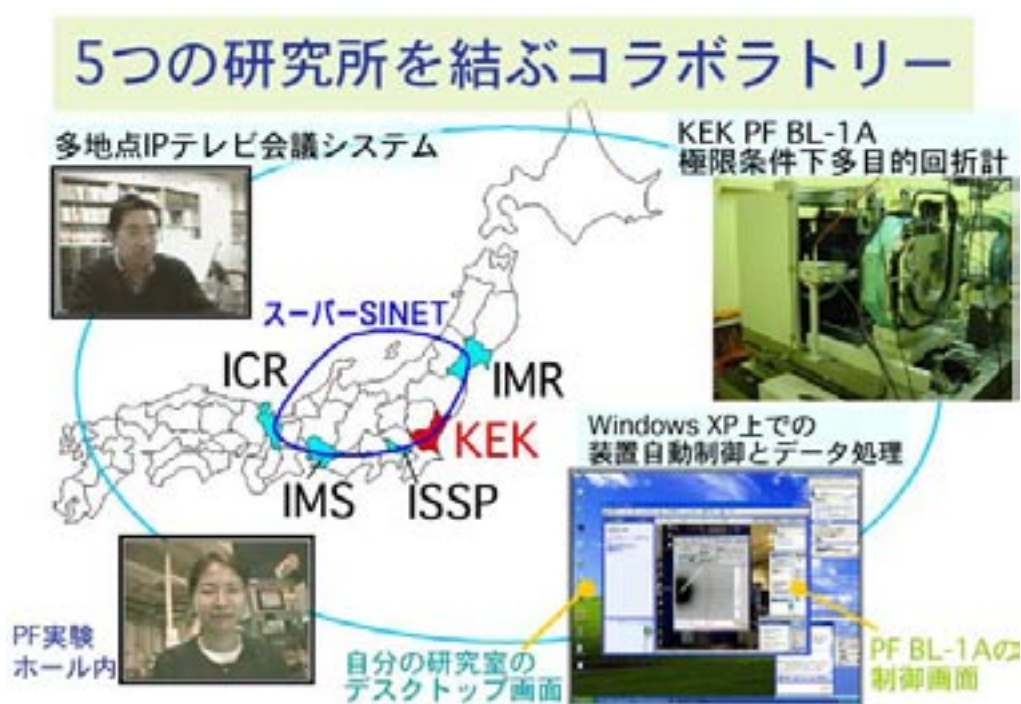 5つの研究所を結ぶコラボラトリー
多地点IPテレビ会議システム
KEK PF BL-1A
極限条件下多目的回折計
スーパーSINET
ICR
IMR
KEK
IMS
ISSP
Windows XP上での
装置自動制御とデータ処理
PF実験
ホール内
自分の研究室の
デスクトップ画面
PF BL-1Aの
制御画面